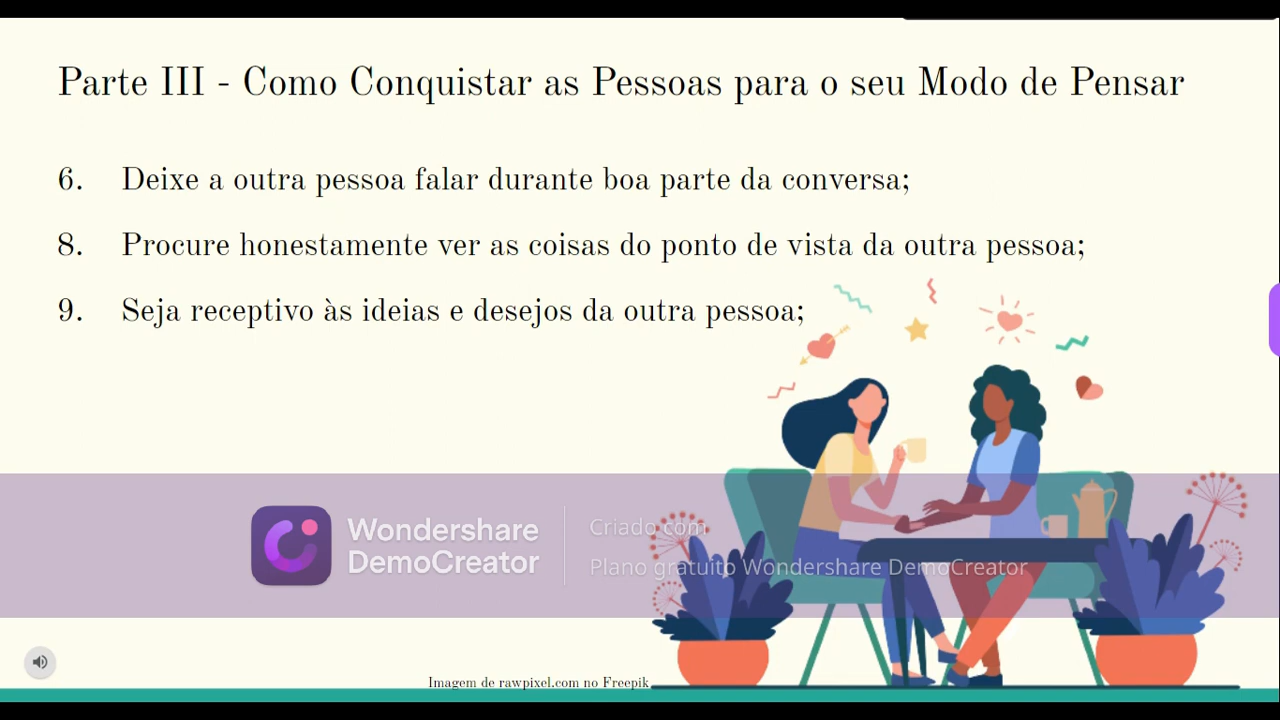 Parte III - Como Conquistar as Pessoas para o seu Modo de Pensar
6. Deixe a outra pessoa falar durante boa parte da conversa;
8. Procure honestamente ver as coisas do ponto de vista da outra pessoa;
9. Seja receptivo às ideias e desejos da outra pessoa;
Wondershare
DemoCreator
Criado com
Plano gratuito Wondershare DemoCreator
Imagem de rawpixel.com no Freepik